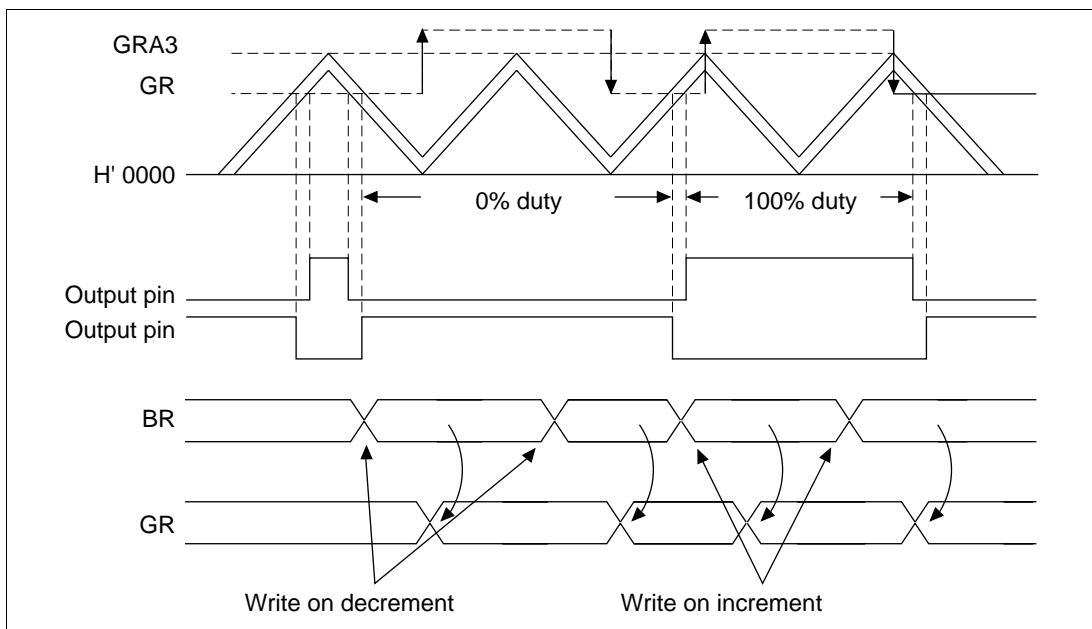 GRA3
GR
H' 0000
0% duty
100% duty
Output pin
Output pin
BR
GR
Write on decrement
Write on increment